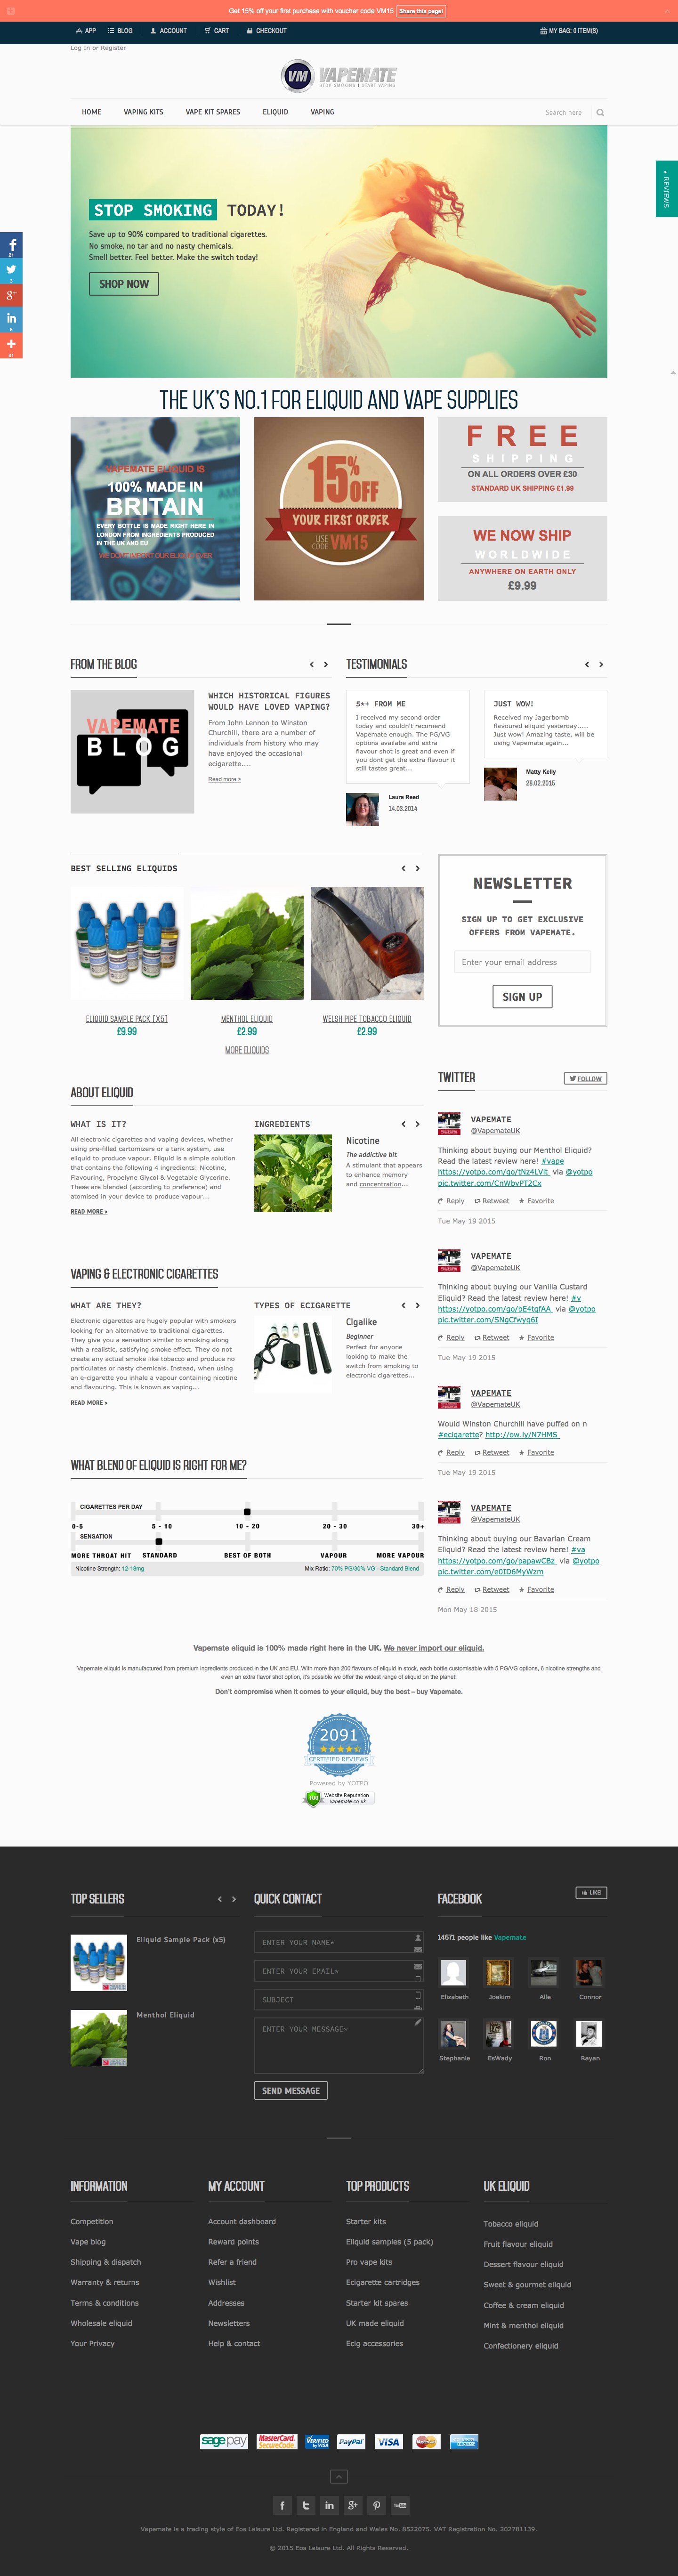 Get 15% off your first purchase with voucher code VM15 Share this page!
APP BLOG ACCOUNT CART CHECKOUT MY BAG: 0 ITEM(S)
Log In or Register
VM VAPEMATE
STOP SMOKING | START VAPING
HOME VAPING KITS VAPE KIT SPARES ELIQUID VAPING Search here
REVIEWS
STOP SMOKING TODAY!
Save up to 90% compared to traditional cigarettes.
No smoke, no tar and no nasty chemicals.
Smell better. Feel better. Make the switch today!
SHOP NOW
21
3
6
61
THE UK'S NO.1 FOR ELIQUID AND VAPE SUPPLIES
VAPEMATE ELIQUID IS
100% MADE IN
BRITAIN
EVERY BOTTLE IS MADE RIGHT HERE IN
LONDON FROM INGREDIENTS PRODUCED
IN THE UK AND EU
15%
OFF
YOUR FIRST ORDER
USE CODE VM15
FREE
SHIPPING
ON ALL ORDERS OVER £30
STANDARD UK SHIPPING £1.99
WE NOW SHIP
WORLDWIDE
ANYWHERE ON EARTH ONLY
£9.99
FROM THE BLOG
VAPEMATE
BLOG
WHICH HISTORICAL FIGURES
WOULD HAVE LOVED VAPING?
From John Lennon to Winston
Churchill, there are a number of
individuals from history who may
have enjoyed the occasional
ecigarette....
Read more >
TESTIMONIALS
5** FROM ME
I received my second order
today and couldn't recomend
Vapemate enough. The PG/VG
options availabe and extra
flavour shot is great and even if
you dont get the extra flavour it
still tastes great...
Laura Reed
14.03.2014
JUST WOW!
Received my Jagerbomb
flavoured eliquid yesterday.....
Just wow! Amazing taste, will be
using Vapemate again...
Matty Kelly
28.02.2015
BEST SELLING ELIQUIDS
ELIQUID SAMPLE PACK (X5)
£9.99
MENTHOL ELIQUID
£2.99
WELSH PIPE TOBACCO ELIQUID
£2.99
MORE ELIQUIDS
NEWSLETTER
SIGN UP TO GET EXCLUSIVE
OFFERS FROM VAPEMATE.
Enter your email address
SIGN UP
ABOUT ELIQUID
WHAT IS IT?
All electronic cigarettes and vaping devices, whether
using pre-filled cartomizers or a tank system, use
eliquid to produce vapour. Eliquid is a simple solution
that contains the following 4 ingredients: Nicotine,
Flavouring, Propelyne Glycol & Vegetable Glycerine.
These are blended (according to preference) and
atomised in your device to produce vapour...
READ MORE »
INGREDIENTS
Nicotine
The addictive bit
A stimulant that appears
to enhance memory
and concentration...
VAPING & ELECTRONIC CIGARETTES
WHAT ARE THEY?
Electronic cigarettes are hugely popular with smokers
looking for an alternative to traditional cigarettes.
They give you a sensation similar to smoking along
with a realistic, satisfying smoke effect. They do not
create any actual smoke like tobacco and produce no
particulates or nasty chemicals. Instead, when using
an e-cigarette you inhale a vapour containing nicotine
and flavouring. This is known as vaping...
READ MORE »
TYPES OF ECIGARETTE
Cigalike
Beginner
Perfect for anyone
looking to make the
switch from smoking to
electronic cigarettes...
WHAT BLEND OF ELIQUID IS RIGHT FOR ME?
CIGARETTES PER DAY
0-5 5 - 10 10 - 20 20 - 30 30+
SENSATION
MORE THROAT HIT STANDARD BEST OF BOTH VAPOUR MORE VAPOUR
Nicotine Strength: 12-18mg Mix Ratio: 70% PG/30% VG - Standard Blend
TWITTER FOLLOW
VAPEMATE
@VapemateUK
Thinking about buying our Menthol Eliquid?
Read the latest review here! #vape
https://yotpo.com/go/tNz4LVlt via @yotpo
pic.twitter.com/CnWbvPT2Cx
Reply Retweet Favorite
Tue May 19 2015
VAPEMATE
@VapemateUK
Thinking about buying our Vanilla Custard
Eliquid? Read the latest review here! #v
https://yotpo.com/go/bE4tqfAA via @yotpo
pic.twitter.com/SNgCfwyq6I
Reply Retweet Favorite
Tue May 19 2015
VAPEMATE
@VapemateUK
Would Winston Churchill have puffed on n
#ecigarette? http://ow.ly/N7HMS
Reply Retweet Favorite
Tue May 19 2015
VAPEMATE
@VapemateUK
Thinking about buying our Bavarian Cream
Eliquid? Read the latest review here! #va
https://yotpo.com/go/papawCBz via @yotpo
pic.twitter.com/e0ID6MyWzm
Reply Retweet Favorite
Mon May 18 2015
Vapemate eliquid is 100% made right here in the UK. We never import our eliquid.
Vapemate eliquid is manufactured from premium ingredients produced in the UK and EU. With more than 200 flavours of eliquid in stock, each bottle customisable with 5 PG/VG options, 6 nicotine strengths and
even an extra flavor shot option, it's possible we offer the widest range of eliquid on the planet!
Don't compromise when it comes to your eliquid, buy the best – buy Vapemate.
2091
CERTIFIED REVIEWS
Powered by YOTPO
100 Website Reputation
vapemate.co.uk
TOP SELLERS
Eliquid Sample Pack (x5)
Menthol Eliquid
QUICK CONTACT
ENTER YOUR NAME*
ENTER YOUR EMAIL*
SUBJECT
ENTER YOUR MESSAGE*
SEND MESSAGE
FACEBOOK LIKE!
14671 people like Vapemate
Elizabeth Joakim Alle Connor
Stephanie EsWady Ron Rayan
INFORMATION
Competition
Vape blog
Shipping & dispatch
Warranty & returns
Terms & conditions
Wholesale eliquid
Your Privacy
MY ACCOUNT
Account dashboard
Reward points
Refer a friend
Wishlist
Addresses
Newsletters
Help & contact
TOP PRODUCTS
Starter kits
Eliquid samples (5 pack)
Pro vape kits
Ecigarette cartridges
Starter kit spares
UK made eliquid
Ecig accessories
UK ELIQUID
Tobacco eliquid
Fruit flavour eliquid
Dessert flavour eliquid
Sweet & gourmet eliquid
Coffee & cream eliquid
Mint & menthol eliquid
Confectionery eliquid
sage pay MasterCard. SecureCode. VERIFIED by VISA PayPal VISA MasterCard
Vapemate is a trading style of Eos Leisure Ltd. Registered in England and Wales No. 8522075. VAT Registration No. 202781139.
© 2015 Eos Leisure Ltd. All Rights Reserved.